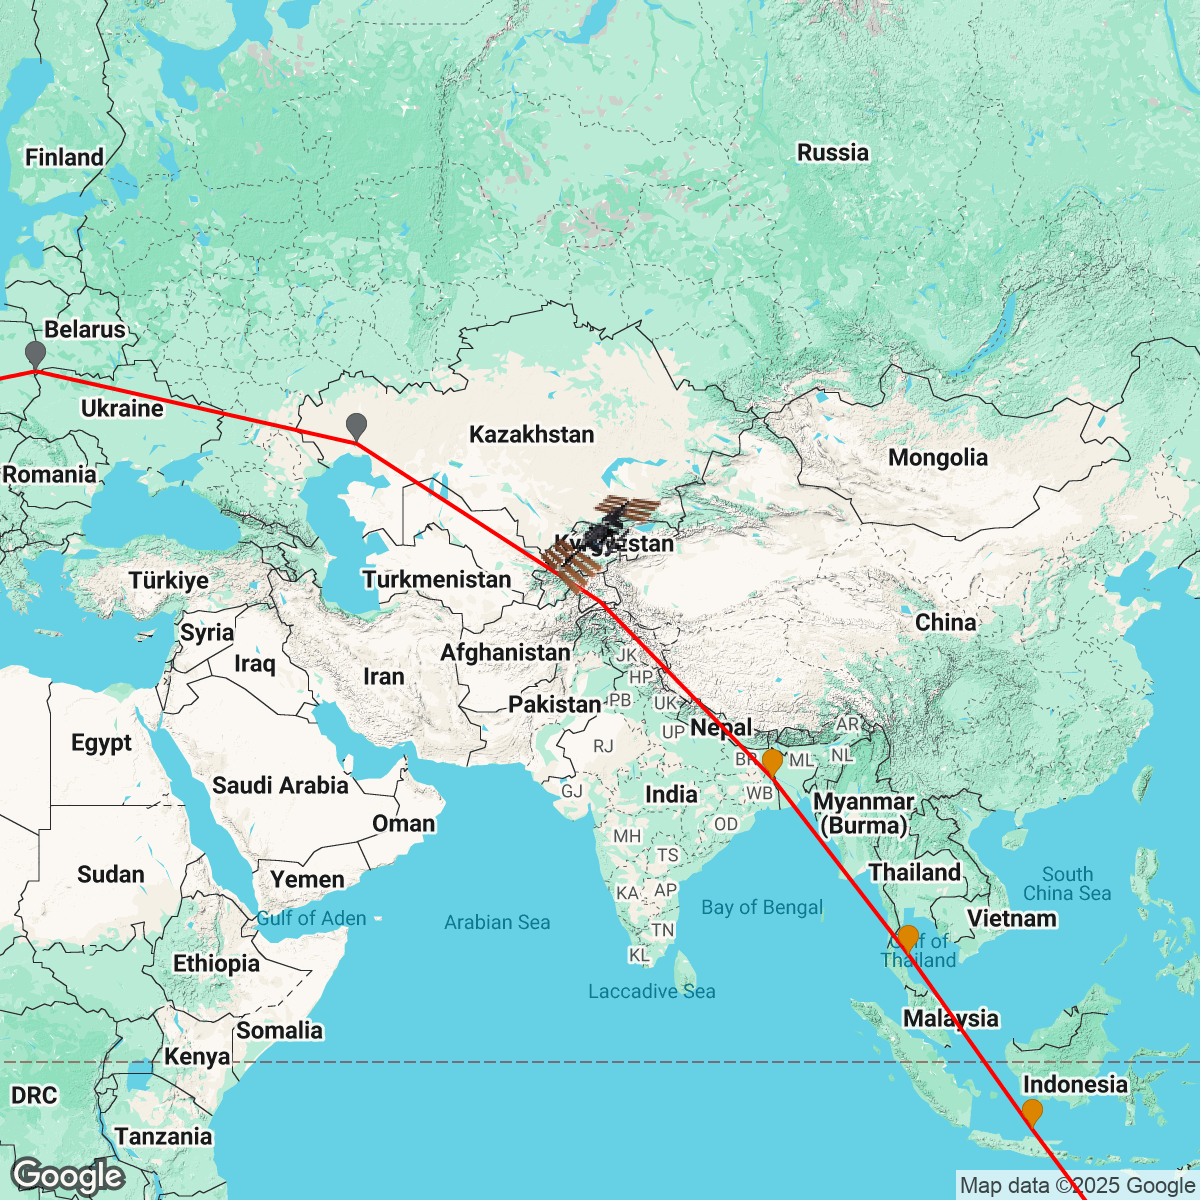 Finland
Russia
Belarus
Ukraine
Kazakhstan
Mongolia
Romania
Kyrgyzstan
Türkiye
Turkmenistan
China
Syria
Iraq
Afghanistan
JK
Iran
HP
Pakistan
PB
UK
AR
Egypt
UP
Nepal
RJ
BR
ML
NL
Saudi Arabia
GJ
India
WB
Myanmar
(Burma)
Oman
OD
MH
TS
Sudan
Yemen
Thailand
South
China Sea
KA
AP
Gulf of Aden
Arabian Sea
Bay of Bengal
Vietnam
TN
Gulf of
Thailand
KL
Ethiopia
Laccadive Sea
Malaysia
Somalia
Kenya
DRC
Indonesia
Tanzania
Google
Map data ©2025 Google